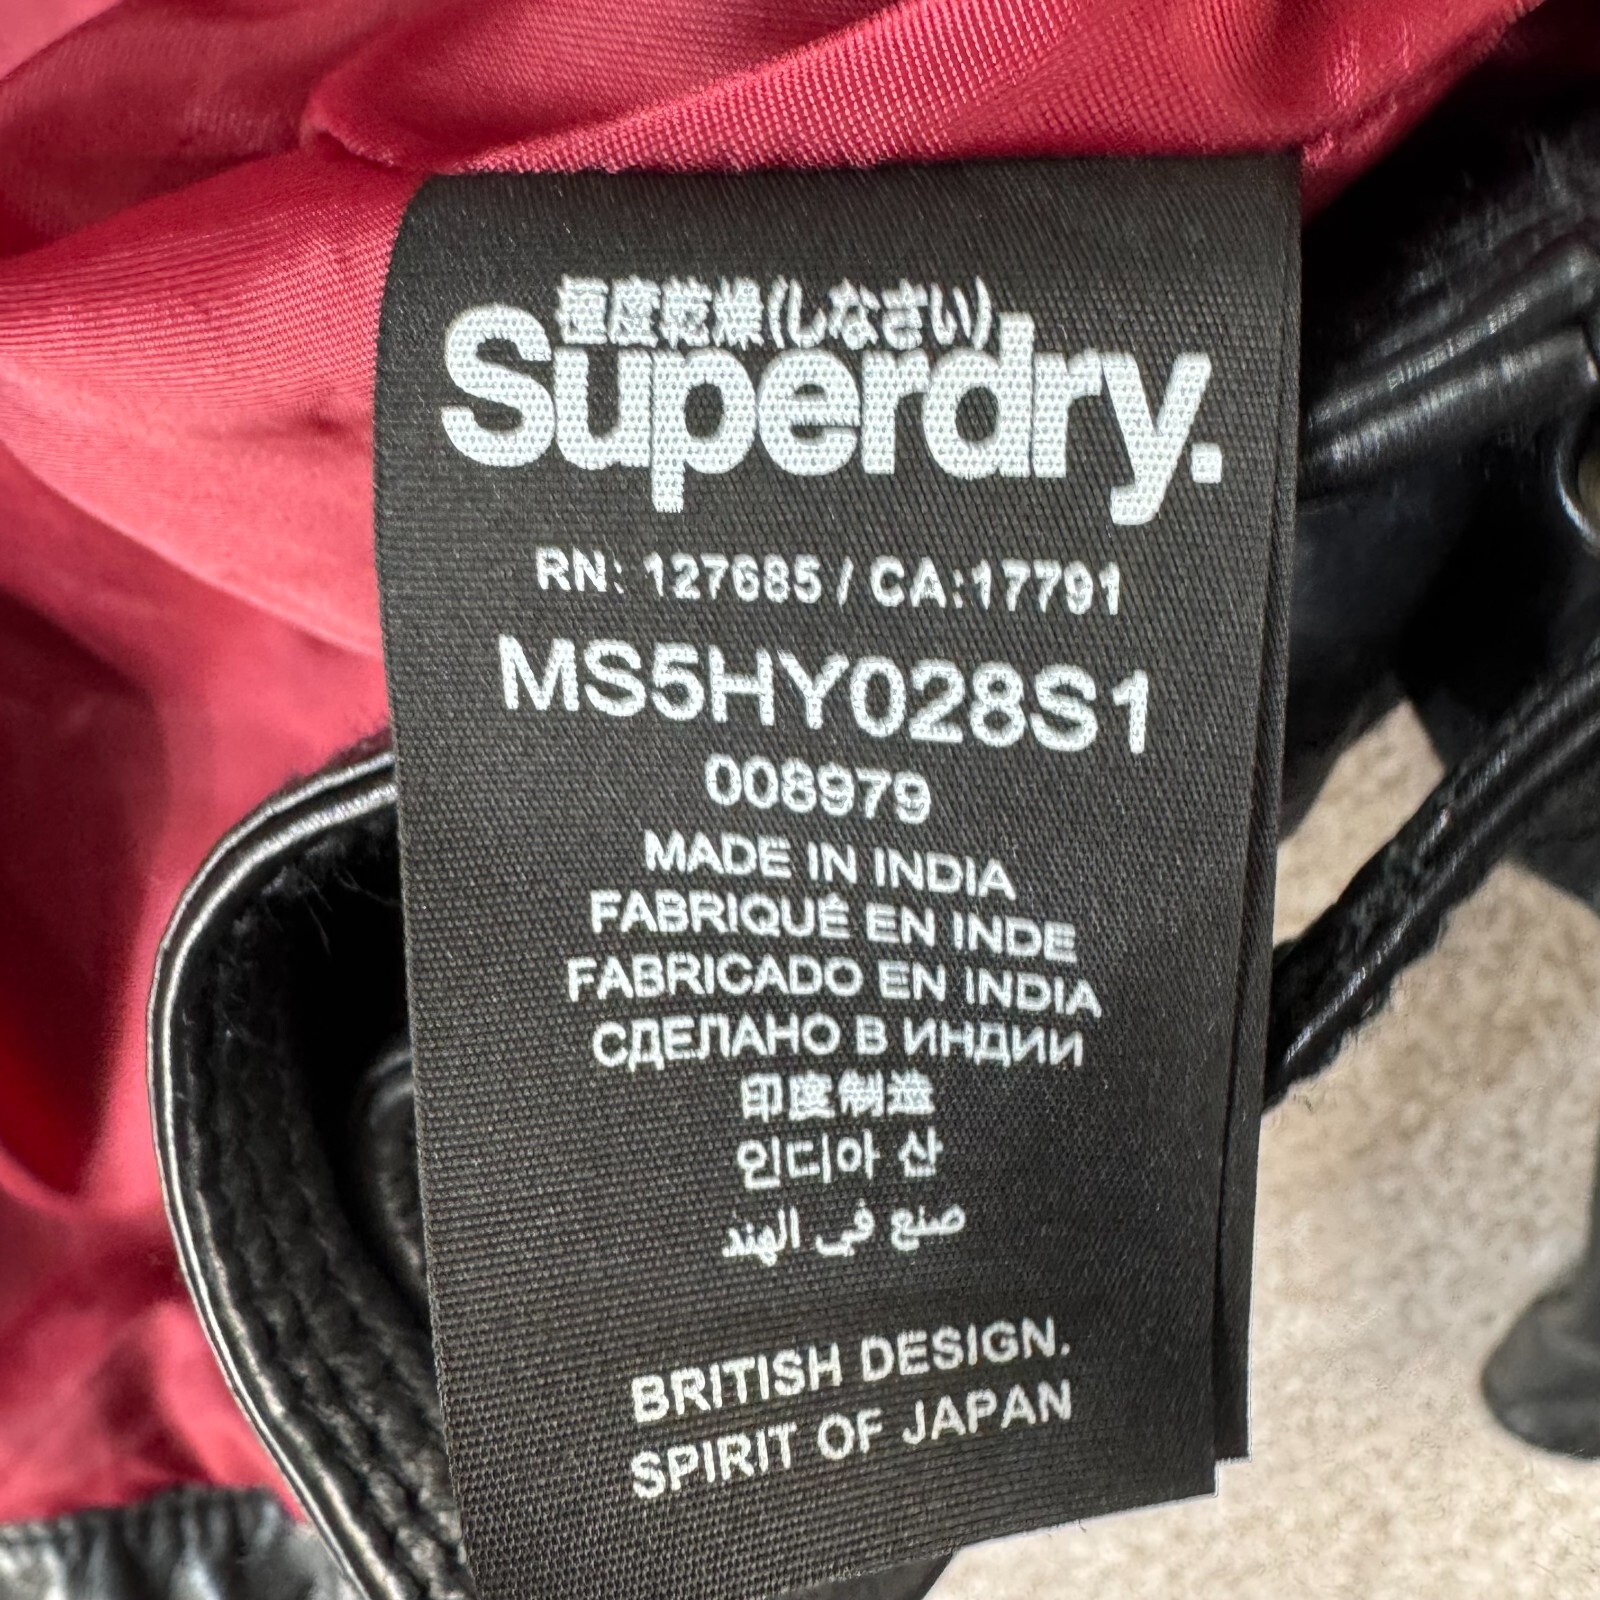 極度乾燥(しなさい)
Superdry.
RN: 127685 / CA:17791
MS5HY028S1
008979
MADE IN INDIA
FABRIQUÉ EN INDE
FABRICADO EN INDIA
СДЕЛАНО В ИНДИИ
印度制造
인디아 산
صنع في الهند
BRITISH DESIGN.
SPIRIT OF JAPAN